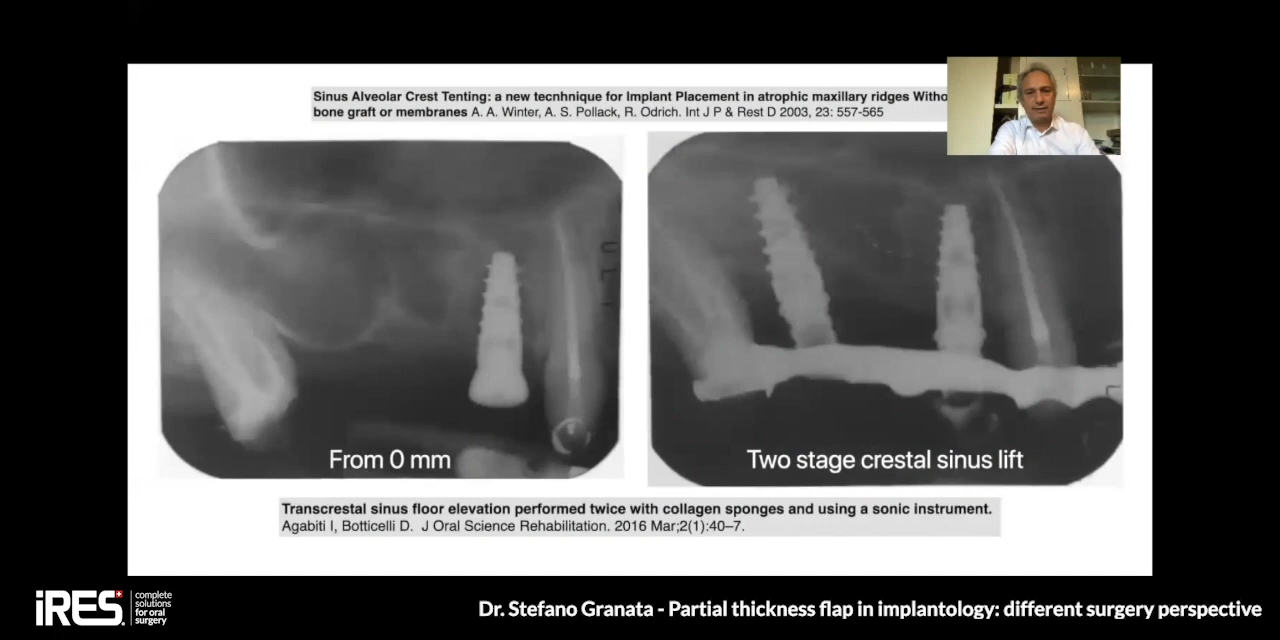 Sinus Alveolar Crest Tenting: a new tecnhnique for Implant Placement in atrophic maxillary ridges Witho
bone graft or membranes A. A. Winter, A. S. Pollack, R. Odrich. Int J P & Rest D 2003, 23: 557-565
From 0 mm
Two stage crestal sinus lift
Transcrestal sinus floor elevation performed twice with collagen sponges and using a sonic instrument.
Agabiti I, Botticelli D. J Oral Science Rehabilitation. 2016 Mar;2(1):40–7.
iRES
complete
solutions
for oral
surgery
Dr. Stefano Granata - Partial thickness flap in implantology: different surgery perspective